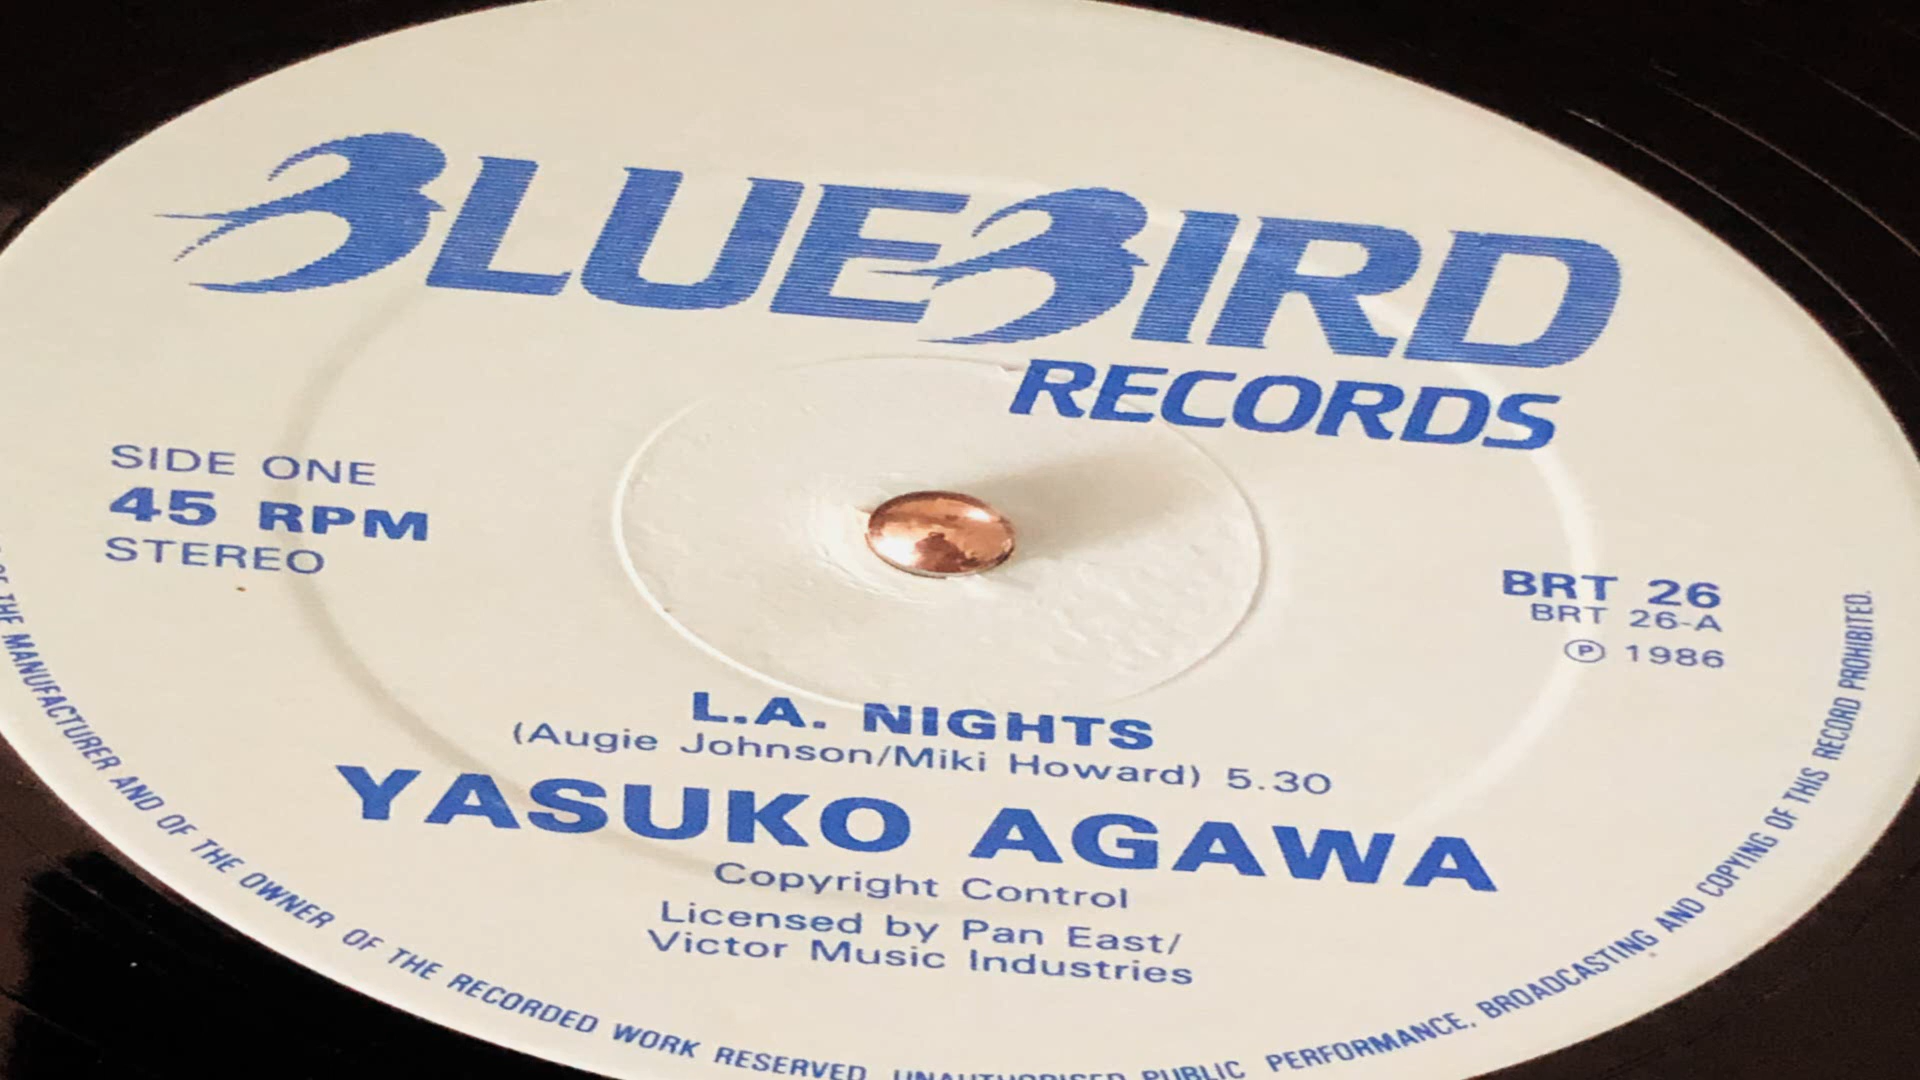 BLUEBIRD
RECORDS
SIDE ONE
45 RPM
STEREO
BRT 26
BRT 26-A
Ⓟ 1986
L.A. NIGHTS
(Augie Johnson/Miki Howard) 5.30
YASUKO AGAWA
Copyright Control
Licensed by Pan East/
Victor Music Industries
OF THE MANUFACTURER AND OF THE OWNER OF THE RECORDED WORK RESERVED. UNAUTHORISED PUBLIC PERFORMANCE, BROADCASTING AND COPYING OF THIS RECORD PROHIBITED.